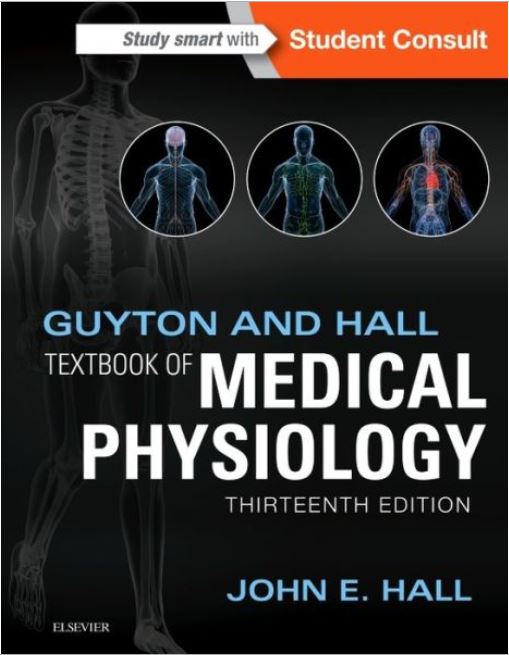 Study smart with Student Consult
GUYTON AND HALL
TEXTBOOK OF MEDICAL
PHYSIOLOGY
THIRTEENTH EDITION
JOHN E. HALL
ELSEVIER